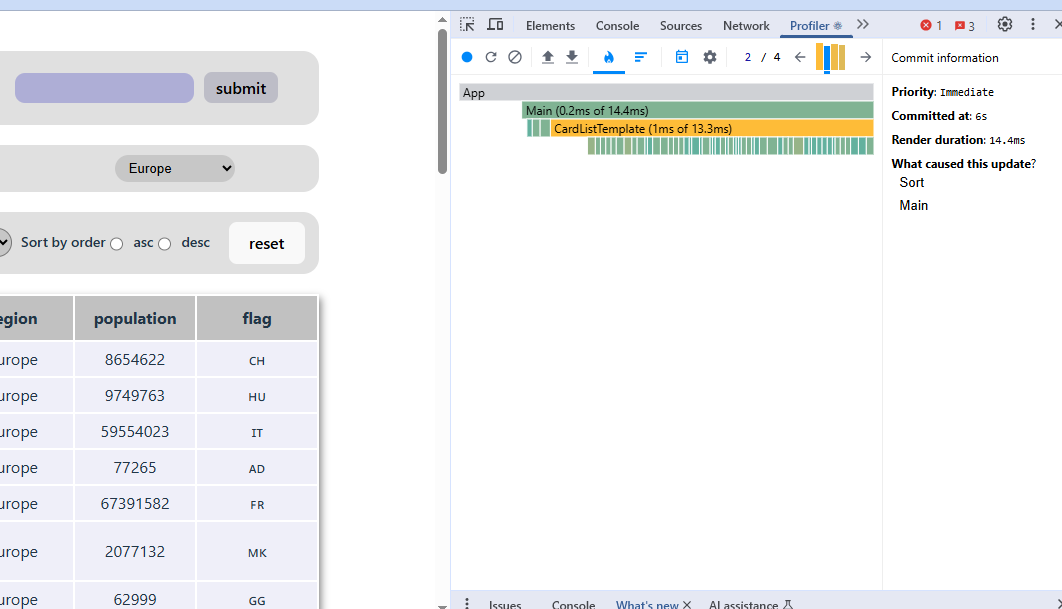 Elements Console Sources Network Profiler 1 3
2 / 4
Commit information
App
Main (0.2ms of 14.4ms)
CardListTemplate (1ms of 13.3ms)
Priority: Immediate
Committed at: 6s
Render duration: 14.4ms
What caused this update?
Sort
Main
submit
Europe
Sort by order asc desc reset
egion population flag
urope 8654622 CH
urope 9749763 HU
urope 59554023 IT
urope 77265 AD
urope 67391582 FR
urope 2077132 MK
urope 62999 GG
Issues Console What's new AI assistance